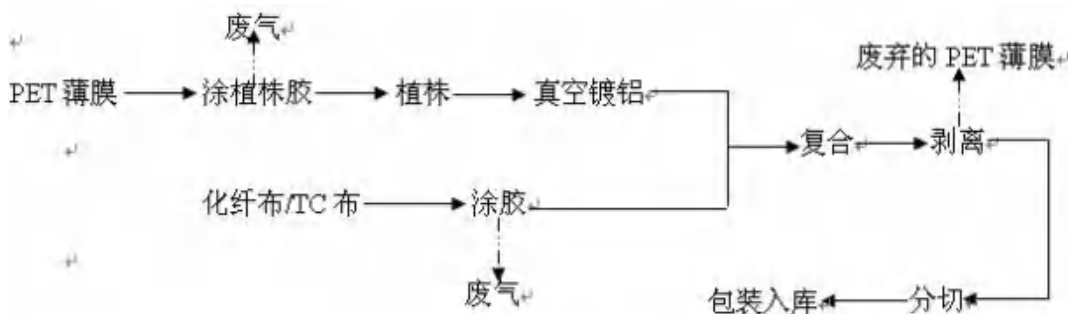 废气
废弃的 PET 薄膜
PET 薄膜 涂植株胶 植株 真空镀铝
复合 剥离
化纤布/TC 布 涂胶
废气 包装入库 分切